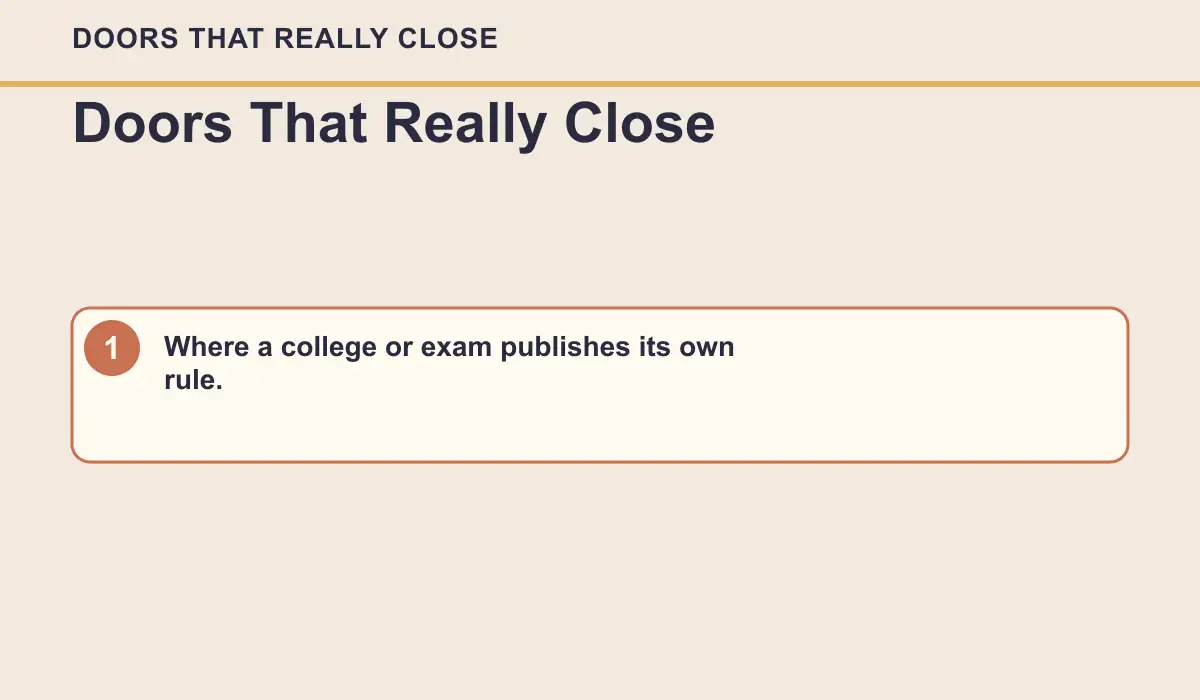 DOORS THAT REALLY CLOSE
Doors That Really Close
1
Where a college or exam publishes its own
rule.